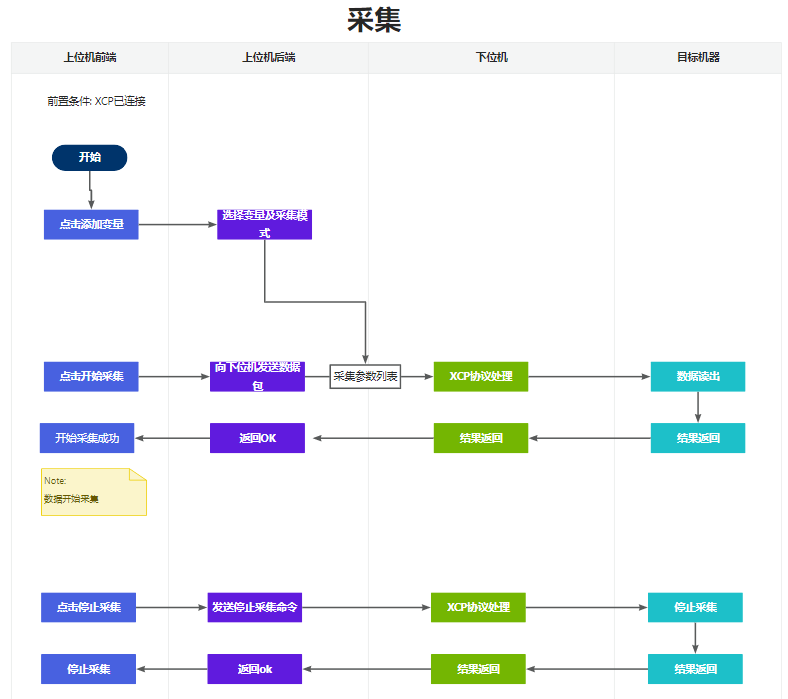 采集
上位机前端
上位机后端
下位机
目标机器
前置条件: XCP已连接
开始
点击添加变量
选择变量及采集模
式
点击开始采集
向下位机发送数据
包
采集参数列表
XCP协议处理
数据读出
开始采集成功
返回OK
结果返回
结果返回
Note:
数据开始采集
点击停止采集
发送停止采集命令
XCP协议处理
停止采集
停止采集
返回ok
结果返回
结果返回